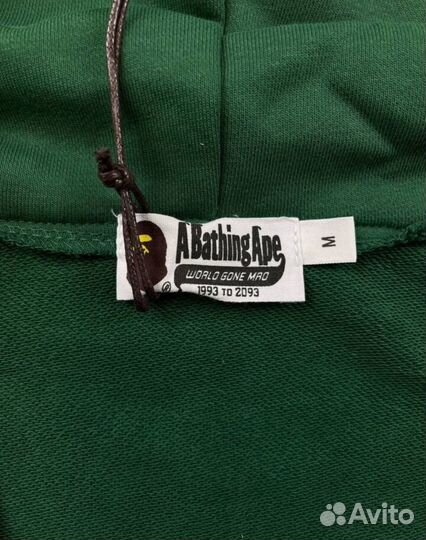 A Bathing Ape
WORLD GONE MAD
1993 TO 2093
®
M
Avito